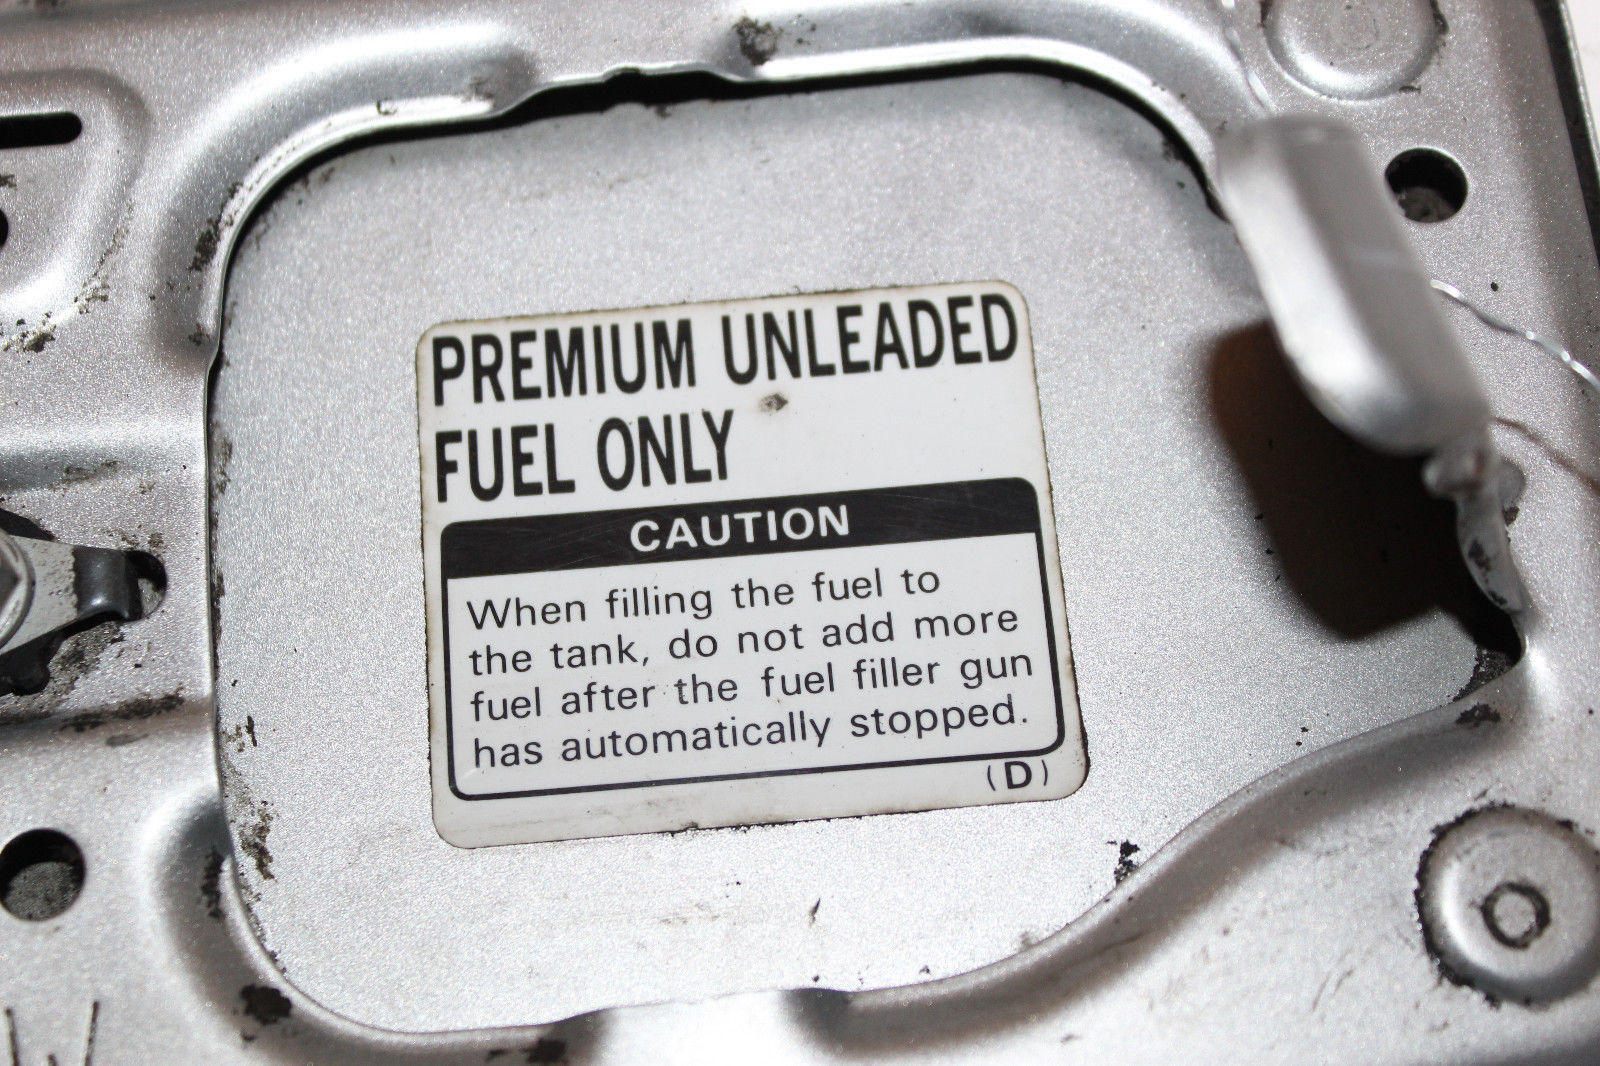 PREMIUM UNLEADED
FUEL ONLY
CAUTION
When filling the fuel to
the tank, do not add more
fuel after the fuel filler gun
has automatically stopped.
(D)